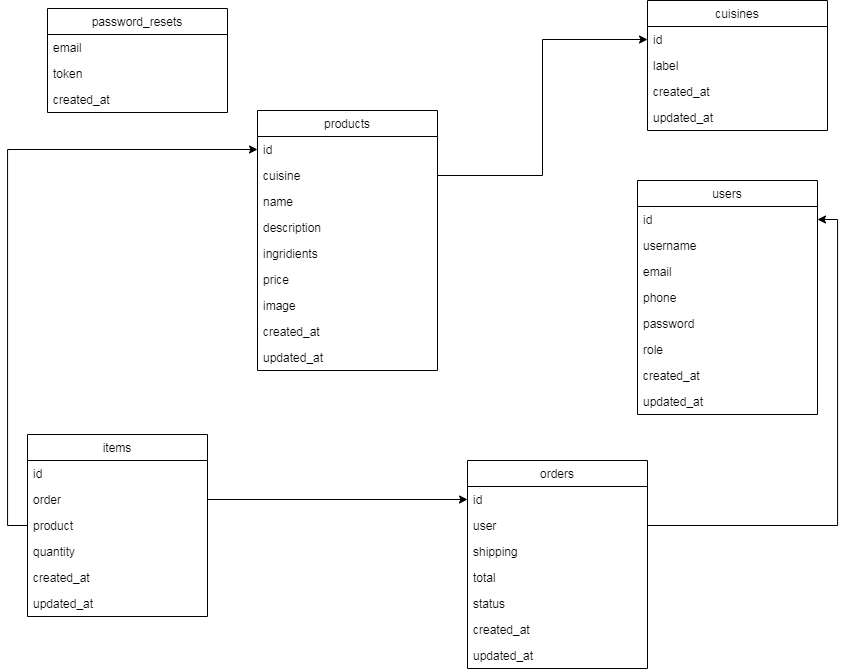 password_resets
email
token
created_at
cuisines
id
label
created_at
updated_at
products
id
cuisine
name
description
ingridients
price
image
created_at
updated_at
users
id
username
email
phone
password
role
created_at
updated_at
items
id
order
product
quantity
created_at
updated_at
orders
id
user
shipping
total
status
created_at
updated_at